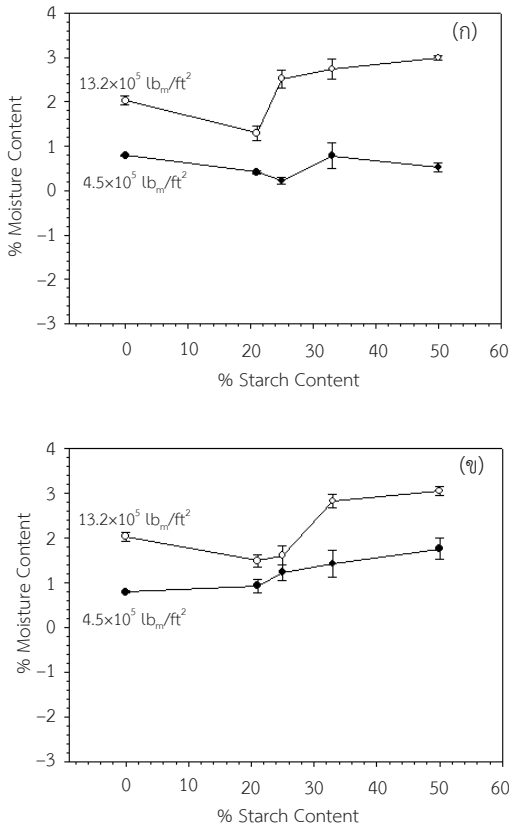 4
(ก)
3
13.2×10⁵ lbₘ/ft²
2
1
4.5×10⁵ lbₘ/ft²
0
−1
−2
−3
% Moisture Content
0 10 20 30 40 50 60
% Starch Content
4
(ข)
3
13.2×10⁵ lbₘ/ft²
2
1
4.5×10⁵ lbₘ/ft²
0
−1
−2
−3
% Moisture Content
0 10 20 30 40 50 60
% Starch Content